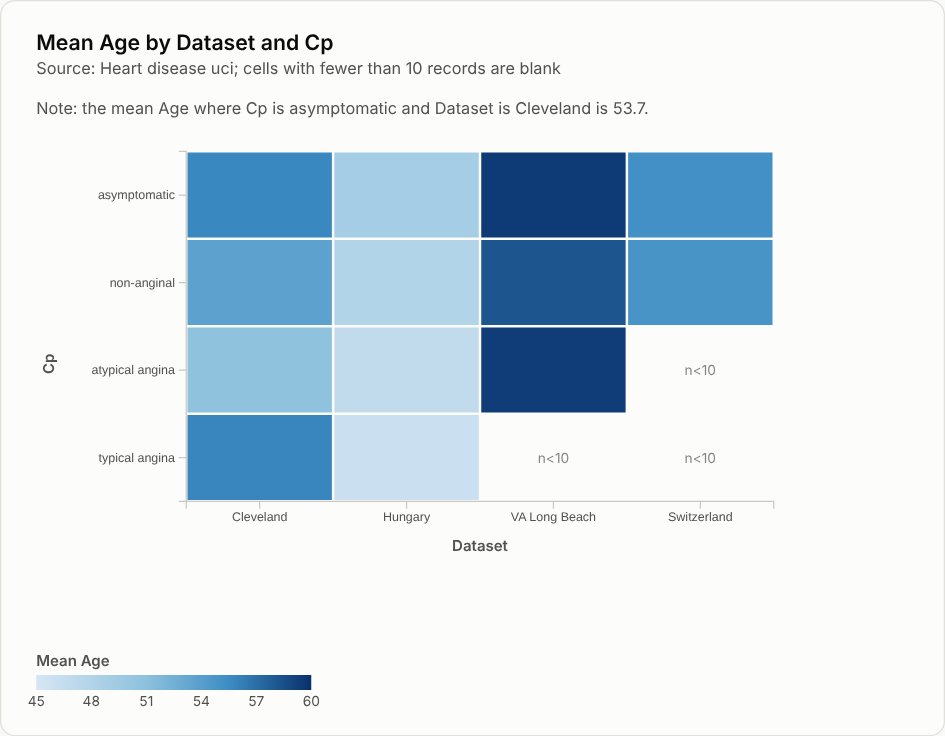 Mean Age by Dataset and Cp
Source: Heart disease uci; cells with fewer than 10 records are blank
Note: the mean Age where Cp is asymptomatic and Dataset is Cleveland is 53.7.
asymptomatic
non-anginal
Cp
atypical angina
n<10
typical angina
n<10
n<10
Cleveland
Hungary
VA Long Beach
Switzerland
Dataset
Mean Age
45
48
51
54
57
60